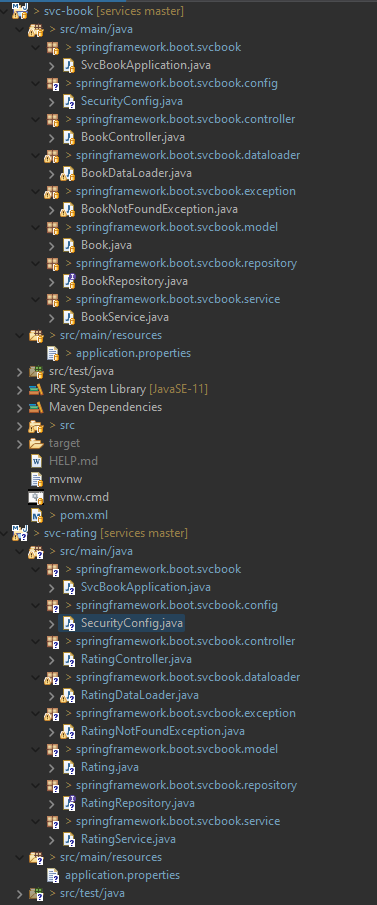 > svc-book [services master]
> src/main/java
> springframework.boot.svcbook
SvcBookApplication.java
> springframework.boot.svcbook.config
SecurityConfig.java
> springframework.boot.svcbook.controller
BookController.java
> springframework.boot.svcbook.dataloader
BookDataLoader.java
> springframework.boot.svcbook.exception
BookNotFoundException.java
> springframework.boot.svcbook.model
Book.java
> springframework.boot.svcbook.repository
BookRepository.java
> springframework.boot.svcbook.service
BookService.java
> src/main/resources
> application.properties
src/test/java
JRE System Library [JavaSE-11]
Maven Dependencies
> src
target
HELP.md
mvnw
mvnw.cmd
> pom.xml
> svc-rating [services master]
> src/main/java
> springframework.boot.svcbook
SvcBookApplication.java
> springframework.boot.svcbook.config
SecurityConfig.java
> springframework.boot.svcbook.controller
RatingController.java
> springframework.boot.svcbook.dataloader
RatingDataLoader.java
> springframework.boot.svcbook.exception
RatingNotFoundException.java
> springframework.boot.svcbook.model
Rating.java
> springframework.boot.svcbook.repository
RatingRepository.java
> springframework.boot.svcbook.service
RatingService.java
> src/main/resources
application.properties
> src/test/java